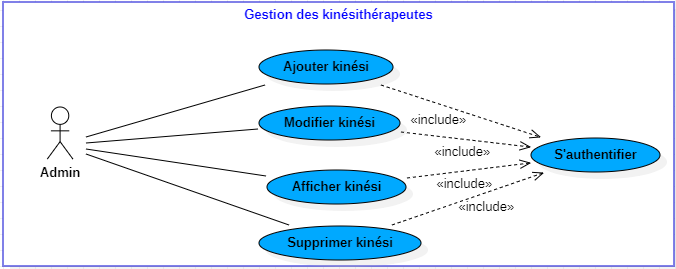 Gestion des kinésithérapeutes
Ajouter kinési
Modifier kinési
«include»
«include»
S'authentifier
Admin
Afficher kinési
«include»
«include»
Supprimer kinési